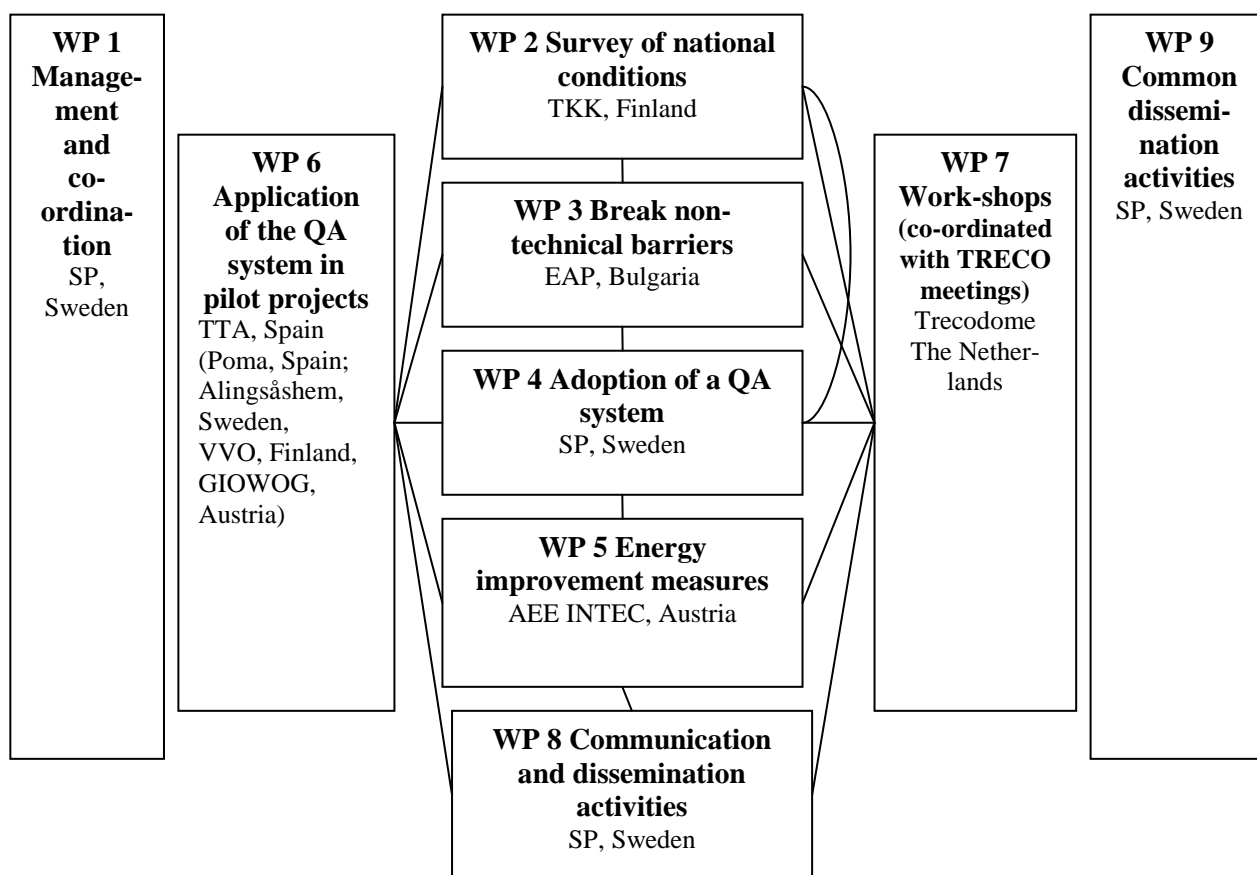 WP 1
Manage-
ment
and
co-
ordina-
tion
SP,
Sweden
WP 6
Application
of the QA
system in
pilot projects
TTA, Spain
(Poma, Spain;
Alingsåshem,
Sweden,
VVO, Finland,
GIOWOG,
Austria)
WP 2 Survey of national
conditions
TKK, Finland
WP 3 Break non-
technical barriers
EAP, Bulgaria
WP 4 Adoption of a QA
system
SP, Sweden
WP 5 Energy
improvement measures
AEE INTEC, Austria
WP 8 Communication
and dissemination
activities
SP, Sweden
WP 7
Work-shops
(co-ordinated
with TRECO
meetings)
Trecodome
The Nether-
lands
WP 9
Common
dissemi-
nation
activities
SP, Sweden